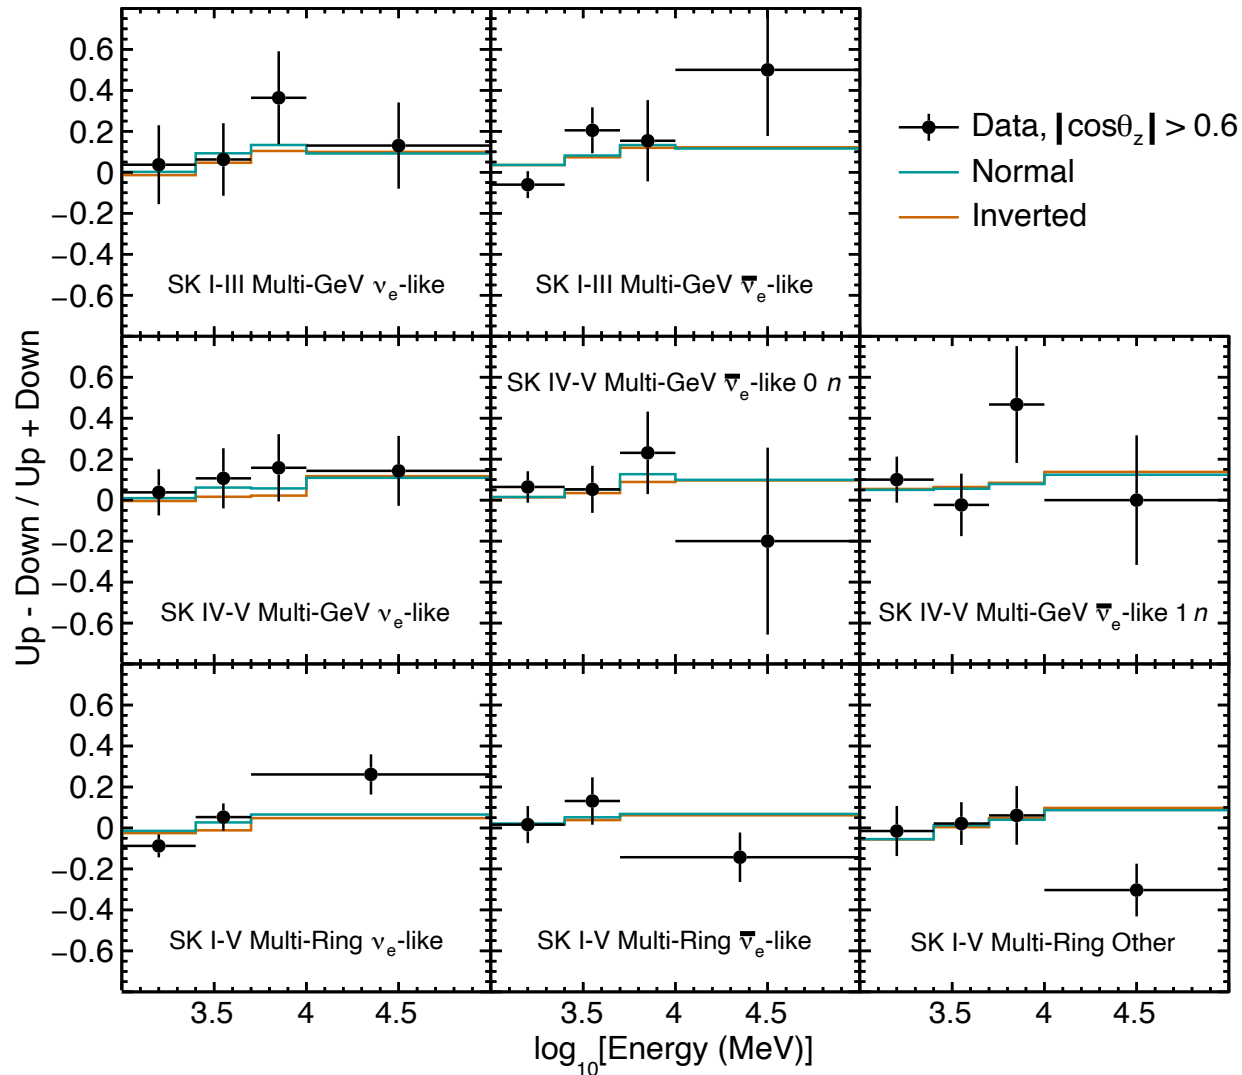 0.6
0.4
0.2
0
−0.2
−0.4
−0.6
SK I-III Multi-GeV νe-like
SK I-III Multi-GeV ν̅e-like
Data, |cosθz| > 0.6
Normal
Inverted
Up - Down / Up + Down
0.6
0.4
0.2
0
−0.2
−0.4
−0.6
SK IV-V Multi-GeV νe-like
SK IV-V Multi-GeV ν̅e-like 0 n
SK IV-V Multi-GeV ν̅e-like 1 n
0.6
0.4
0.2
0
−0.2
−0.4
−0.6
SK I-V Multi-Ring νe-like
SK I-V Multi-Ring ν̅e-like
SK I-V Multi-Ring Other
3.5 4 4.5 3.5 4 4.5 3.5 4 4.5
log10[Energy (MeV)]